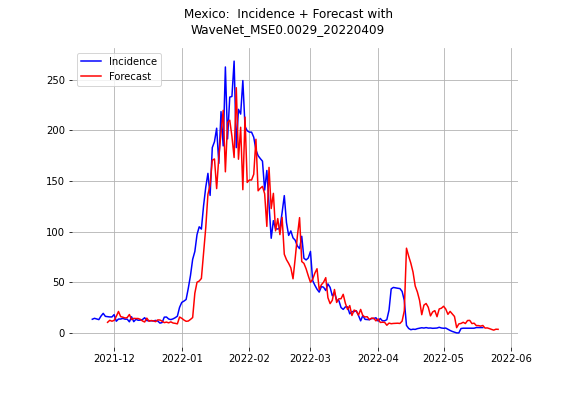 Mexico:  Incidence + Forecast with
WaveNet_MSE0.0029_20220409
Incidence
Forecast
250
200
150
100
50
0
2021-12 2022-01 2022-02 2022-03 2022-04 2022-05 2022-06